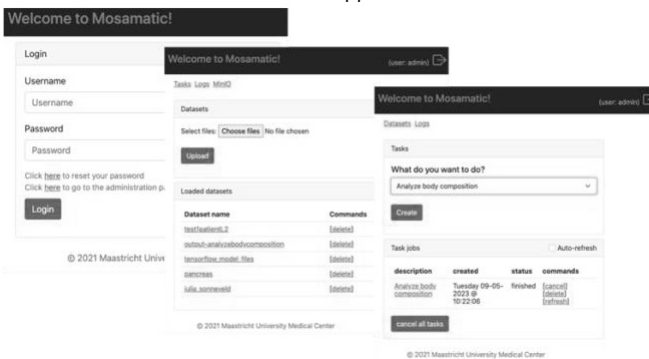 Welcome to Mosamatic!
Login
Username
Username
Password
Password
Click here to reset your password
Click here to go to the administration
Login
© 2021 Maastricht
Welcome to Mosamatic!
(user: admin)
Tasks Logs MinIO
Datasets
Select files: Choose files No file chosen
Upload
Loaded datasets
Dataset name Commands
test1patientL2 [delete]
output-analyzebodycomposition [delete]
tensorflow_model_files [delete]
pancreas [delete]
julia_sonneveld [delete]
© 2021 Maastricht University Medical Center
Welcome to Mosamatic!
(user: admin)
Datasets Logs
Tasks
What do you want to do?
Analyze body composition
Create
Task jobs Auto-refresh
description created status commands
Analyze body Tuesday 09-05- finished [cancel]
composition 2023 @ [delete]
10:22:06 [refresh]
cancel all tasks
© 2021 Maastricht University Medical Center